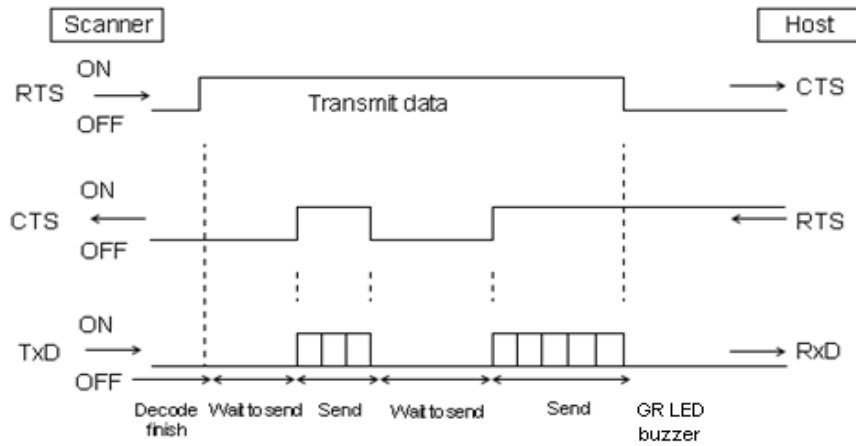 Scanner
Host
ON
RTS
OFF
Transmit data
CTS
ON
CTS
OFF
RTS
ON
TxD
OFF
RxD
Decode
finish
Wait to send
Send
Wait to send
Send
GR LED
buzzer